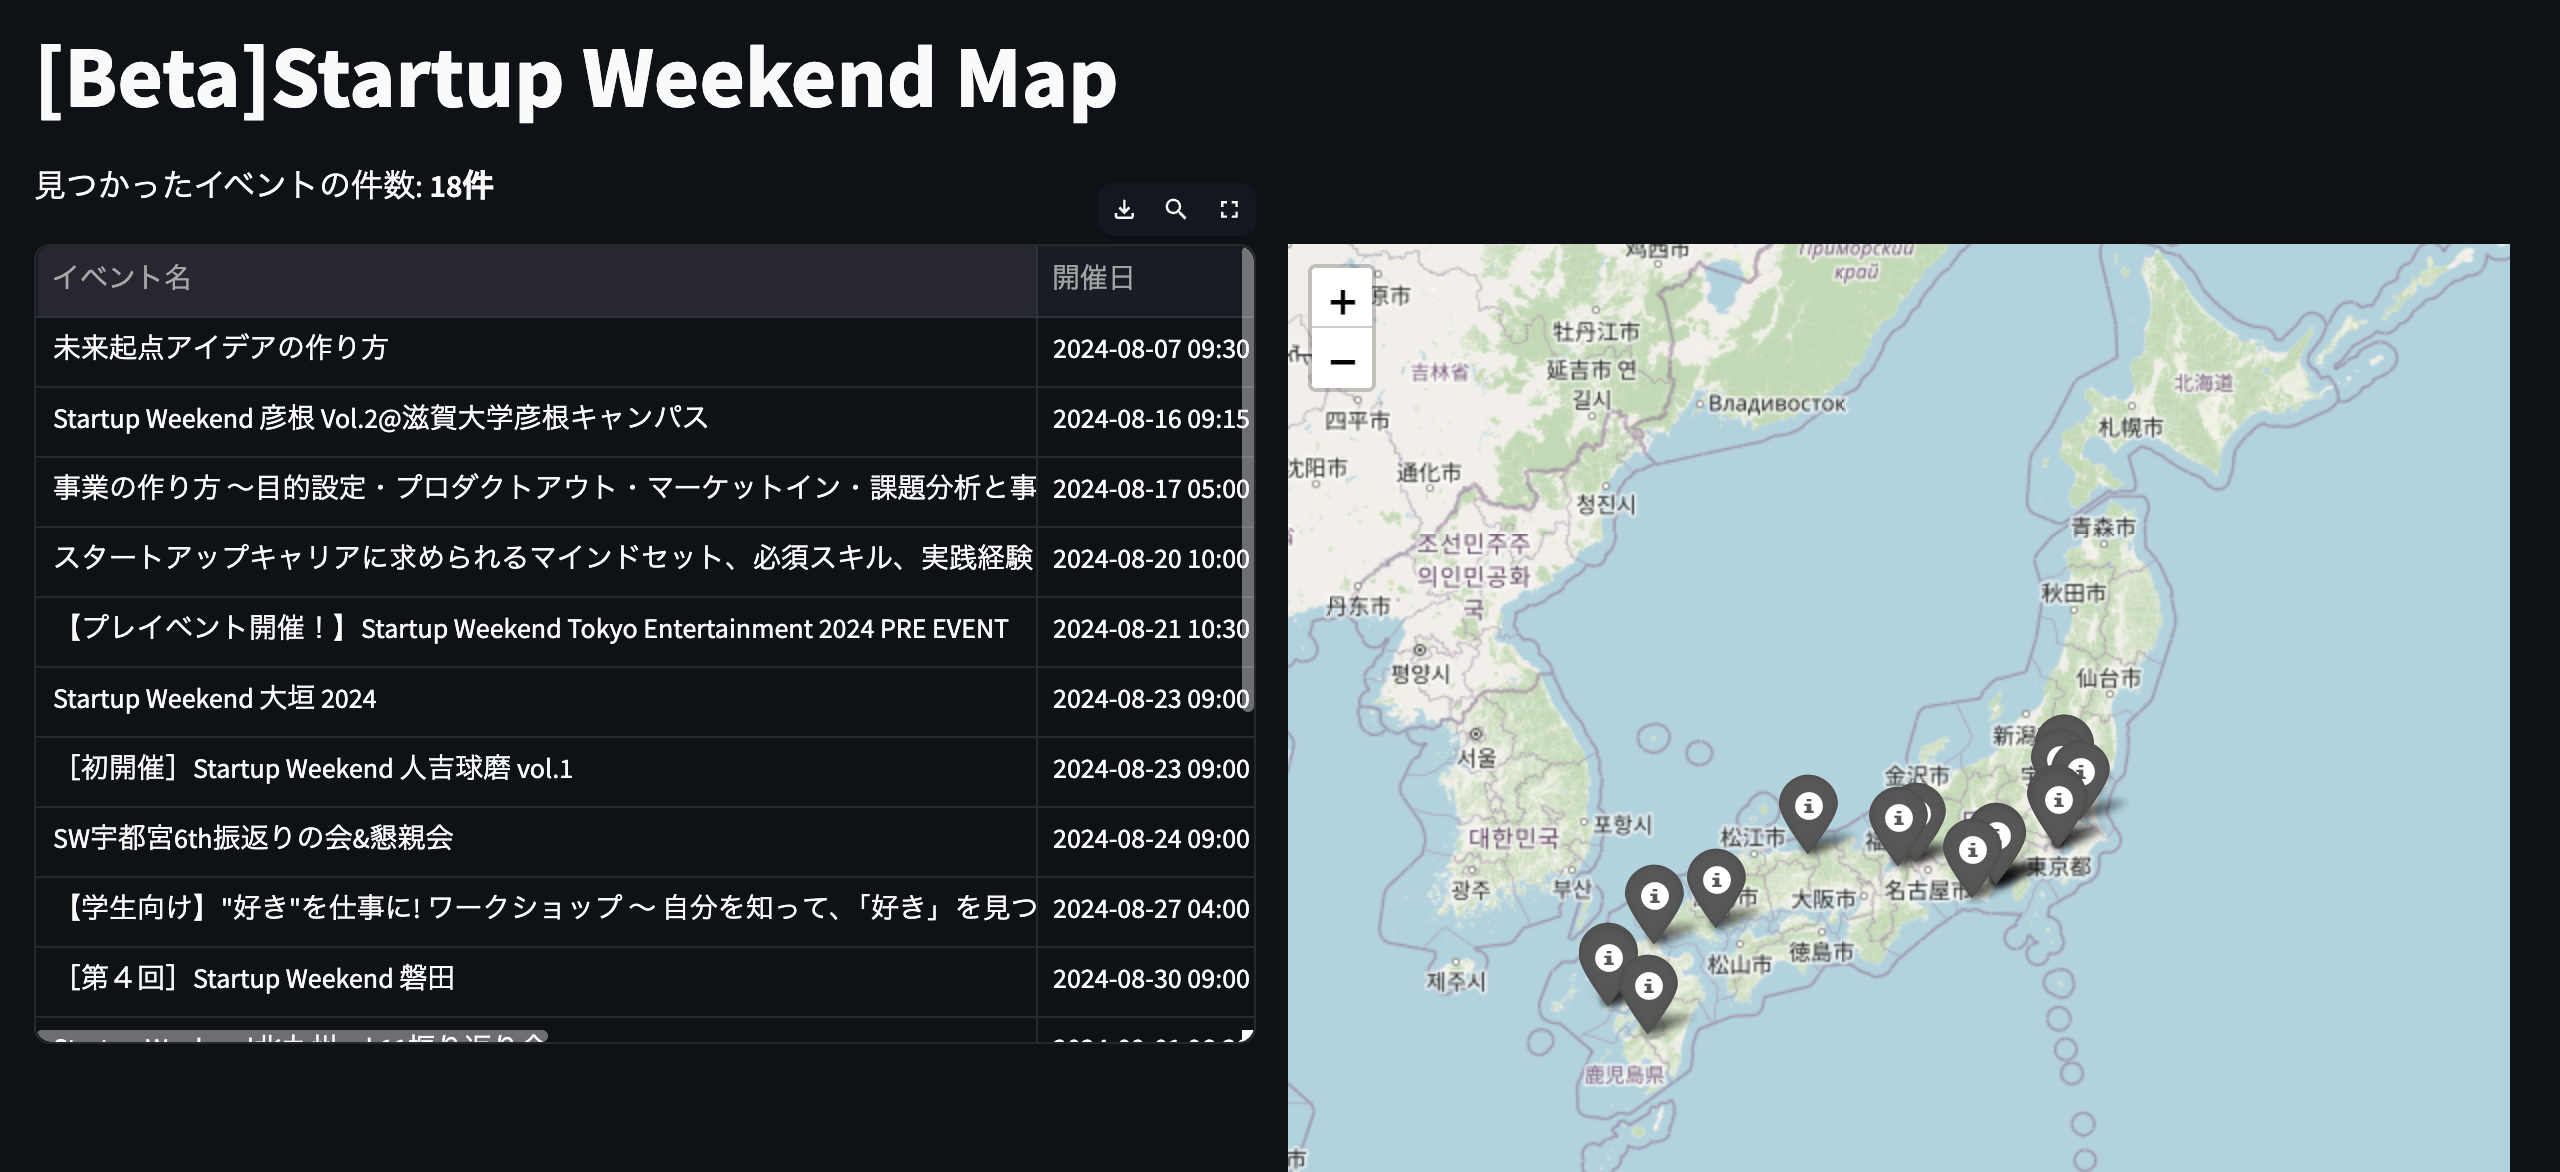 [Beta]Startup Weekend Map
見つかったイベントの件数: 18件
イベント名 開催日
未来起点アイデアの作り方 2024-08-07 09:30
Startup Weekend 彦根 Vol.2@滋賀大学彦根キャンパス 2024-08-16 09:15
事業の作り方 ～目的設定・プロダクトアウト・マーケットイン・課題分析と事 2024-08-17 05:00
スタートアップキャリアに求められるマインドセット、必須スキル、実践経験 2024-08-20 10:00
【プレイベント開催！】Startup Weekend Tokyo Entertainment 2024 PRE EVENT 2024-08-21 10:30
Startup Weekend 大垣 2024 2024-08-23 09:00
［初開催］Startup Weekend 人吉球磨 vol.1 2024-08-23 09:00
SW宇都宮6th振返りの会&懇親会 2024-08-24 09:00
【学生向け】"好き"を仕事に! ワークショップ ～ 自分を知って、「好き」を見つ 2024-08-27 04:00
［第４回］Startup Weekend 磐田 2024-08-30 09:00
+
−
鸡西市
Приморский
край
原市
牡丹江市
吉林省
延吉市 연
길시
四平市
Владивосток
北海道
札幌市
沈阳市
通化市
청진시
青森市
조선민주주
의인민공화
국
丹东市
秋田市
평양시
仙台市
新潟
서울
金沢市
대한민국
포항시
松江市
東京都
광주
부산
大阪市
名古屋市
市
제주시
松山市
徳島市
鹿児島県
市